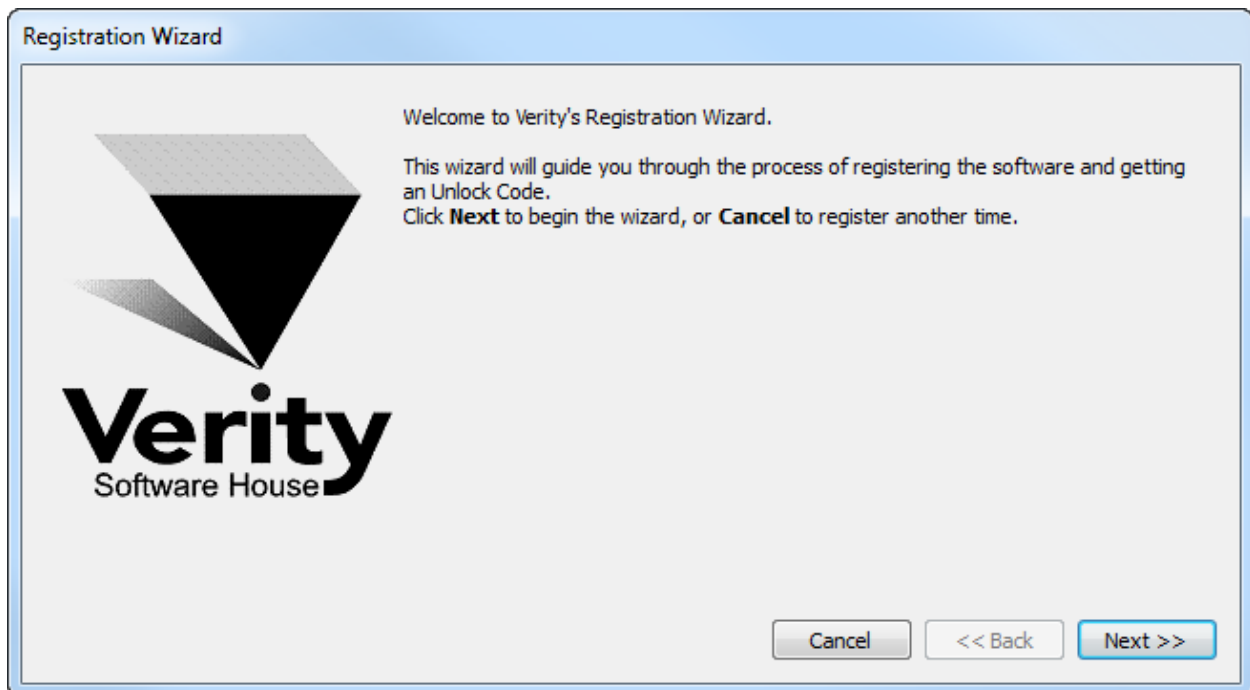 Registration Wizard
Welcome to Verity's Registration Wizard.
This wizard will guide you through the process of registering the software and getting
an Unlock Code.
Click Next to begin the wizard, or Cancel to register another time.
Verity
Software House
Cancel
<< Back
Next >>